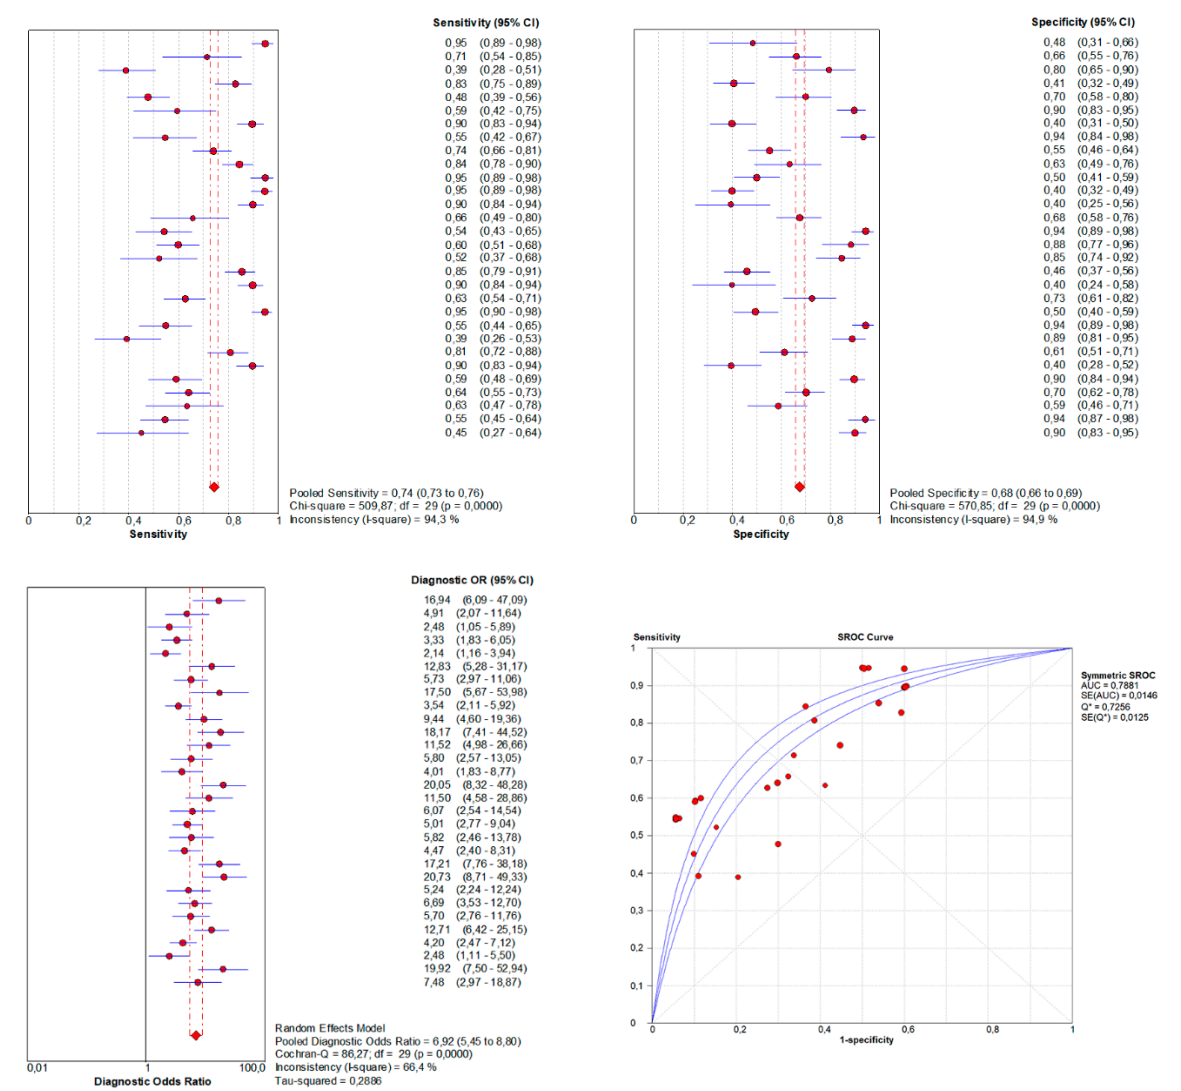 Sensitivity (95% CI)
0,95 (0,89 - 0,98)
0,71 (0,54 - 0,85)
0,39 (0,28 - 0,51)
0,83 (0,75 - 0,89)
0,48 (0,39 - 0,56)
0,59 (0,42 - 0,75)
0,90 (0,83 - 0,94)
0,55 (0,42 - 0,67)
0,74 (0,66 - 0,81)
0,84 (0,78 - 0,90)
0,95 (0,89 - 0,98)
0,95 (0,89 - 0,98)
0,90 (0,84 - 0,94)
0,66 (0,49 - 0,80)
0,54 (0,43 - 0,65)
0,60 (0,51 - 0,68)
0,52 (0,37 - 0,68)
0,85 (0,79 - 0,91)
0,90 (0,84 - 0,94)
0,63 (0,54 - 0,71)
0,95 (0,90 - 0,98)
0,55 (0,44 - 0,65)
0,39 (0,26 - 0,53)
0,81 (0,72 - 0,88)
0,90 (0,83 - 0,94)
0,59 (0,48 - 0,69)
0,64 (0,55 - 0,73)
0,63 (0,47 - 0,78)
0,55 (0,45 - 0,64)
0,45 (0,27 - 0,64)
Pooled Sensitivity = 0,74 (0,73 to 0,76)
Chi-square = 509,87; df = 29 (p = 0,0000)
Inconsistency (I-square) = 94,3 %
0 0,2 0,4 0,6 0,8 1
Sensitivity
Specificity (95% CI)
0,48 (0,31 - 0,66)
0,66 (0,55 - 0,76)
0,80 (0,65 - 0,90)
0,41 (0,32 - 0,49)
0,70 (0,58 - 0,80)
0,90 (0,83 - 0,95)
0,40 (0,31 - 0,50)
0,94 (0,84 - 0,98)
0,55 (0,46 - 0,64)
0,63 (0,49 - 0,76)
0,50 (0,41 - 0,59)
0,40 (0,32 - 0,49)
0,40 (0,25 - 0,56)
0,68 (0,58 - 0,76)
0,94 (0,89 - 0,98)
0,88 (0,77 - 0,96)
0,85 (0,74 - 0,92)
0,46 (0,37 - 0,56)
0,40 (0,24 - 0,58)
0,73 (0,61 - 0,82)
0,50 (0,40 - 0,59)
0,94 (0,89 - 0,98)
0,89 (0,81 - 0,95)
0,61 (0,51 - 0,71)
0,40 (0,28 - 0,52)
0,90 (0,84 - 0,94)
0,70 (0,62 - 0,78)
0,59 (0,46 - 0,71)
0,94 (0,87 - 0,98)
0,90 (0,83 - 0,95)
Pooled Specificity = 0,68 (0,66 to 0,69)
Chi-square = 570,85; df = 29 (p = 0,0000)
Inconsistency (I-square) = 94,9 %
0 0,2 0,4 0,6 0,8 1
Specificity
Diagnostic OR (95% CI)
16,94 (6,09 - 47,09)
4,91 (2,07 - 11,64)
2,48 (1,05 - 5,89)
3,33 (1,83 - 6,05)
2,14 (1,16 - 3,94)
12,83 (5,28 - 31,17)
5,73 (2,97 - 11,06)
17,50 (5,67 - 53,98)
3,54 (2,11 - 5,92)
9,44 (4,60 - 19,36)
18,17 (7,41 - 44,52)
11,52 (4,98 - 26,66)
5,80 (2,57 - 13,05)
4,01 (1,83 - 8,77)
20,05 (8,32 - 48,28)
11,50 (4,58 - 28,86)
6,07 (2,54 - 14,54)
5,01 (2,77 - 9,04)
5,82 (2,46 - 13,78)
4,47 (2,40 - 8,31)
17,21 (7,76 - 38,18)
20,73 (8,71 - 49,33)
5,24 (2,24 - 12,24)
6,69 (3,53 - 12,70)
5,70 (2,76 - 11,76)
12,71 (6,42 - 25,15)
4,20 (2,47 - 7,12)
2,48 (1,11 - 5,50)
19,92 (7,50 - 52,94)
7,48 (2,97 - 18,87)
Random Effects Model
Pooled Diagnostic Odds Ratio = 6,92 (5,45 to 8,80)
Cochran-Q = 86,27; df = 29 (p = 0,0000)
Inconsistency (I-square) = 66,4 %
Tau-squared = 0,2886
0,01 1 100,0
Diagnostic Odds Ratio
Sensitivity SROC Curve
1
0,9
0,8
0,7
0,6
0,5
0,4
0,3
0,2
0,1
0
0 0,2 0,4 0,6 0,8 1
1-specificity
Symmetric SROC
AUC = 0,7881
SE(AUC) = 0,0146
Q* = 0,7256
SE(Q*) = 0,0125